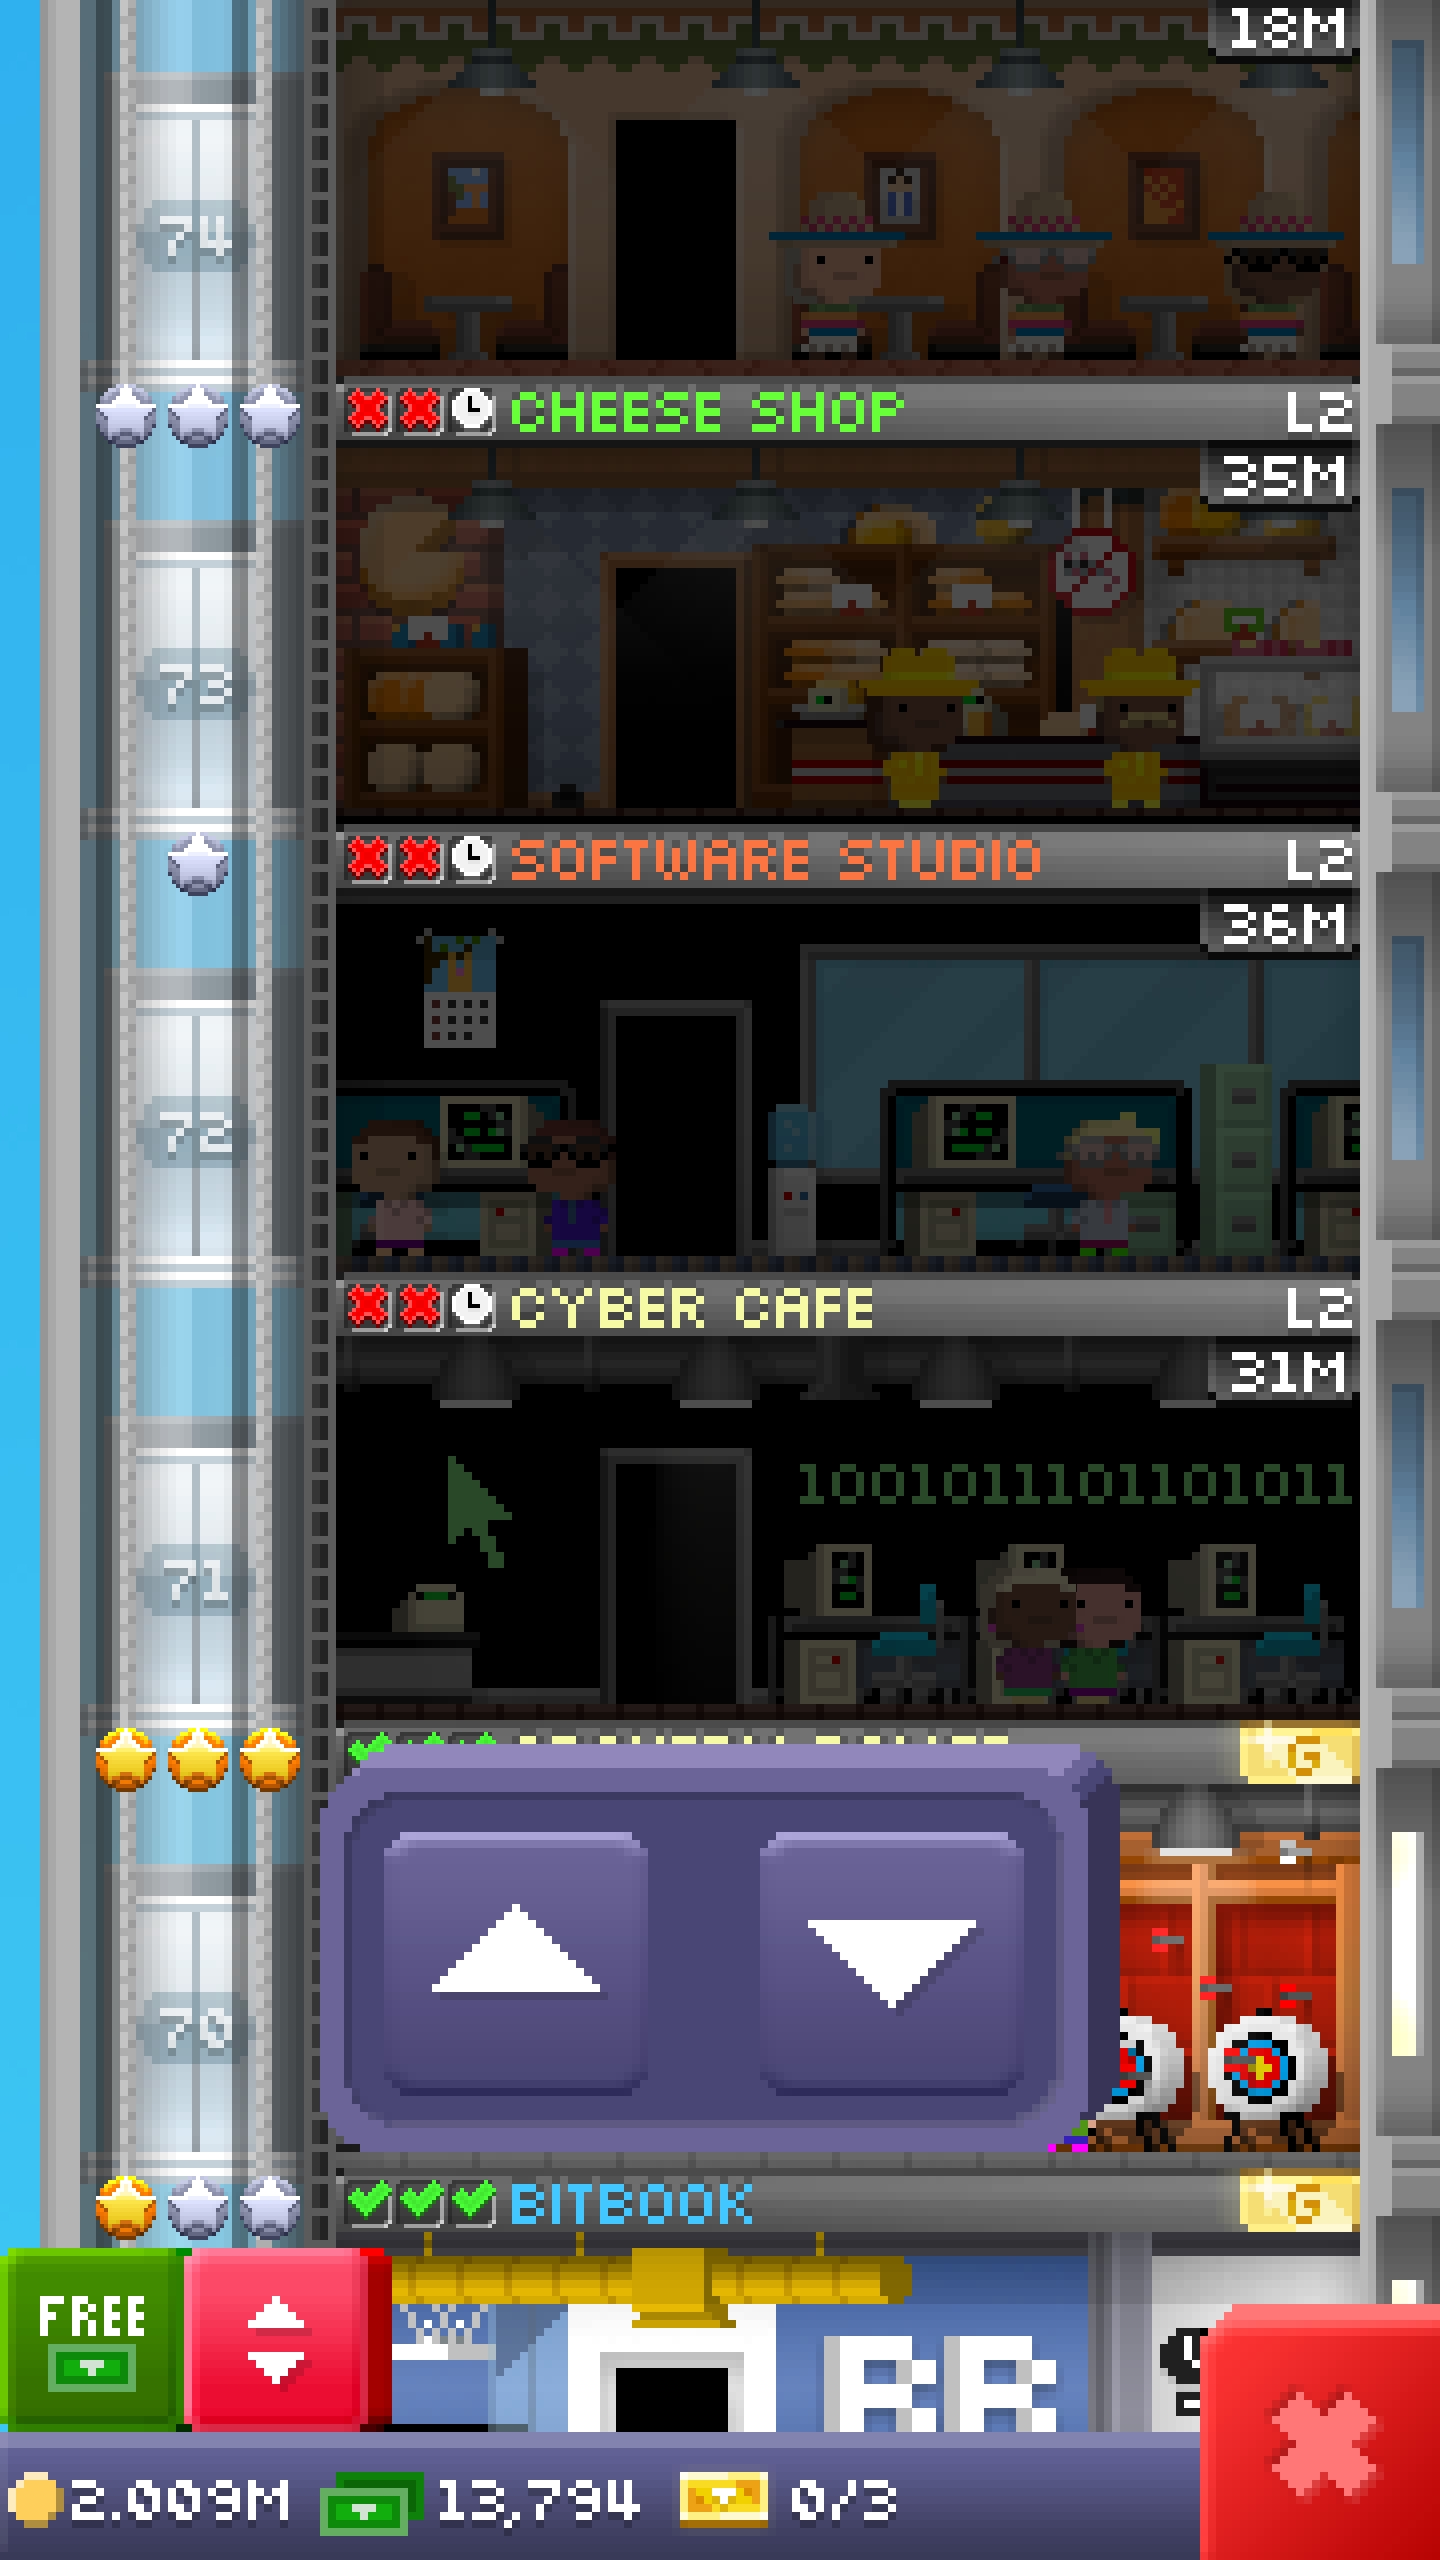 18M
74
CHEESE SHOP L2
35M
73
SOFTWARE STUDIO L2
36M
72
CYBER CAFE L2
31M
1001011101101011
71
G
70
BITBOOK G
FREE
BB
2.009M 13,794 0/3